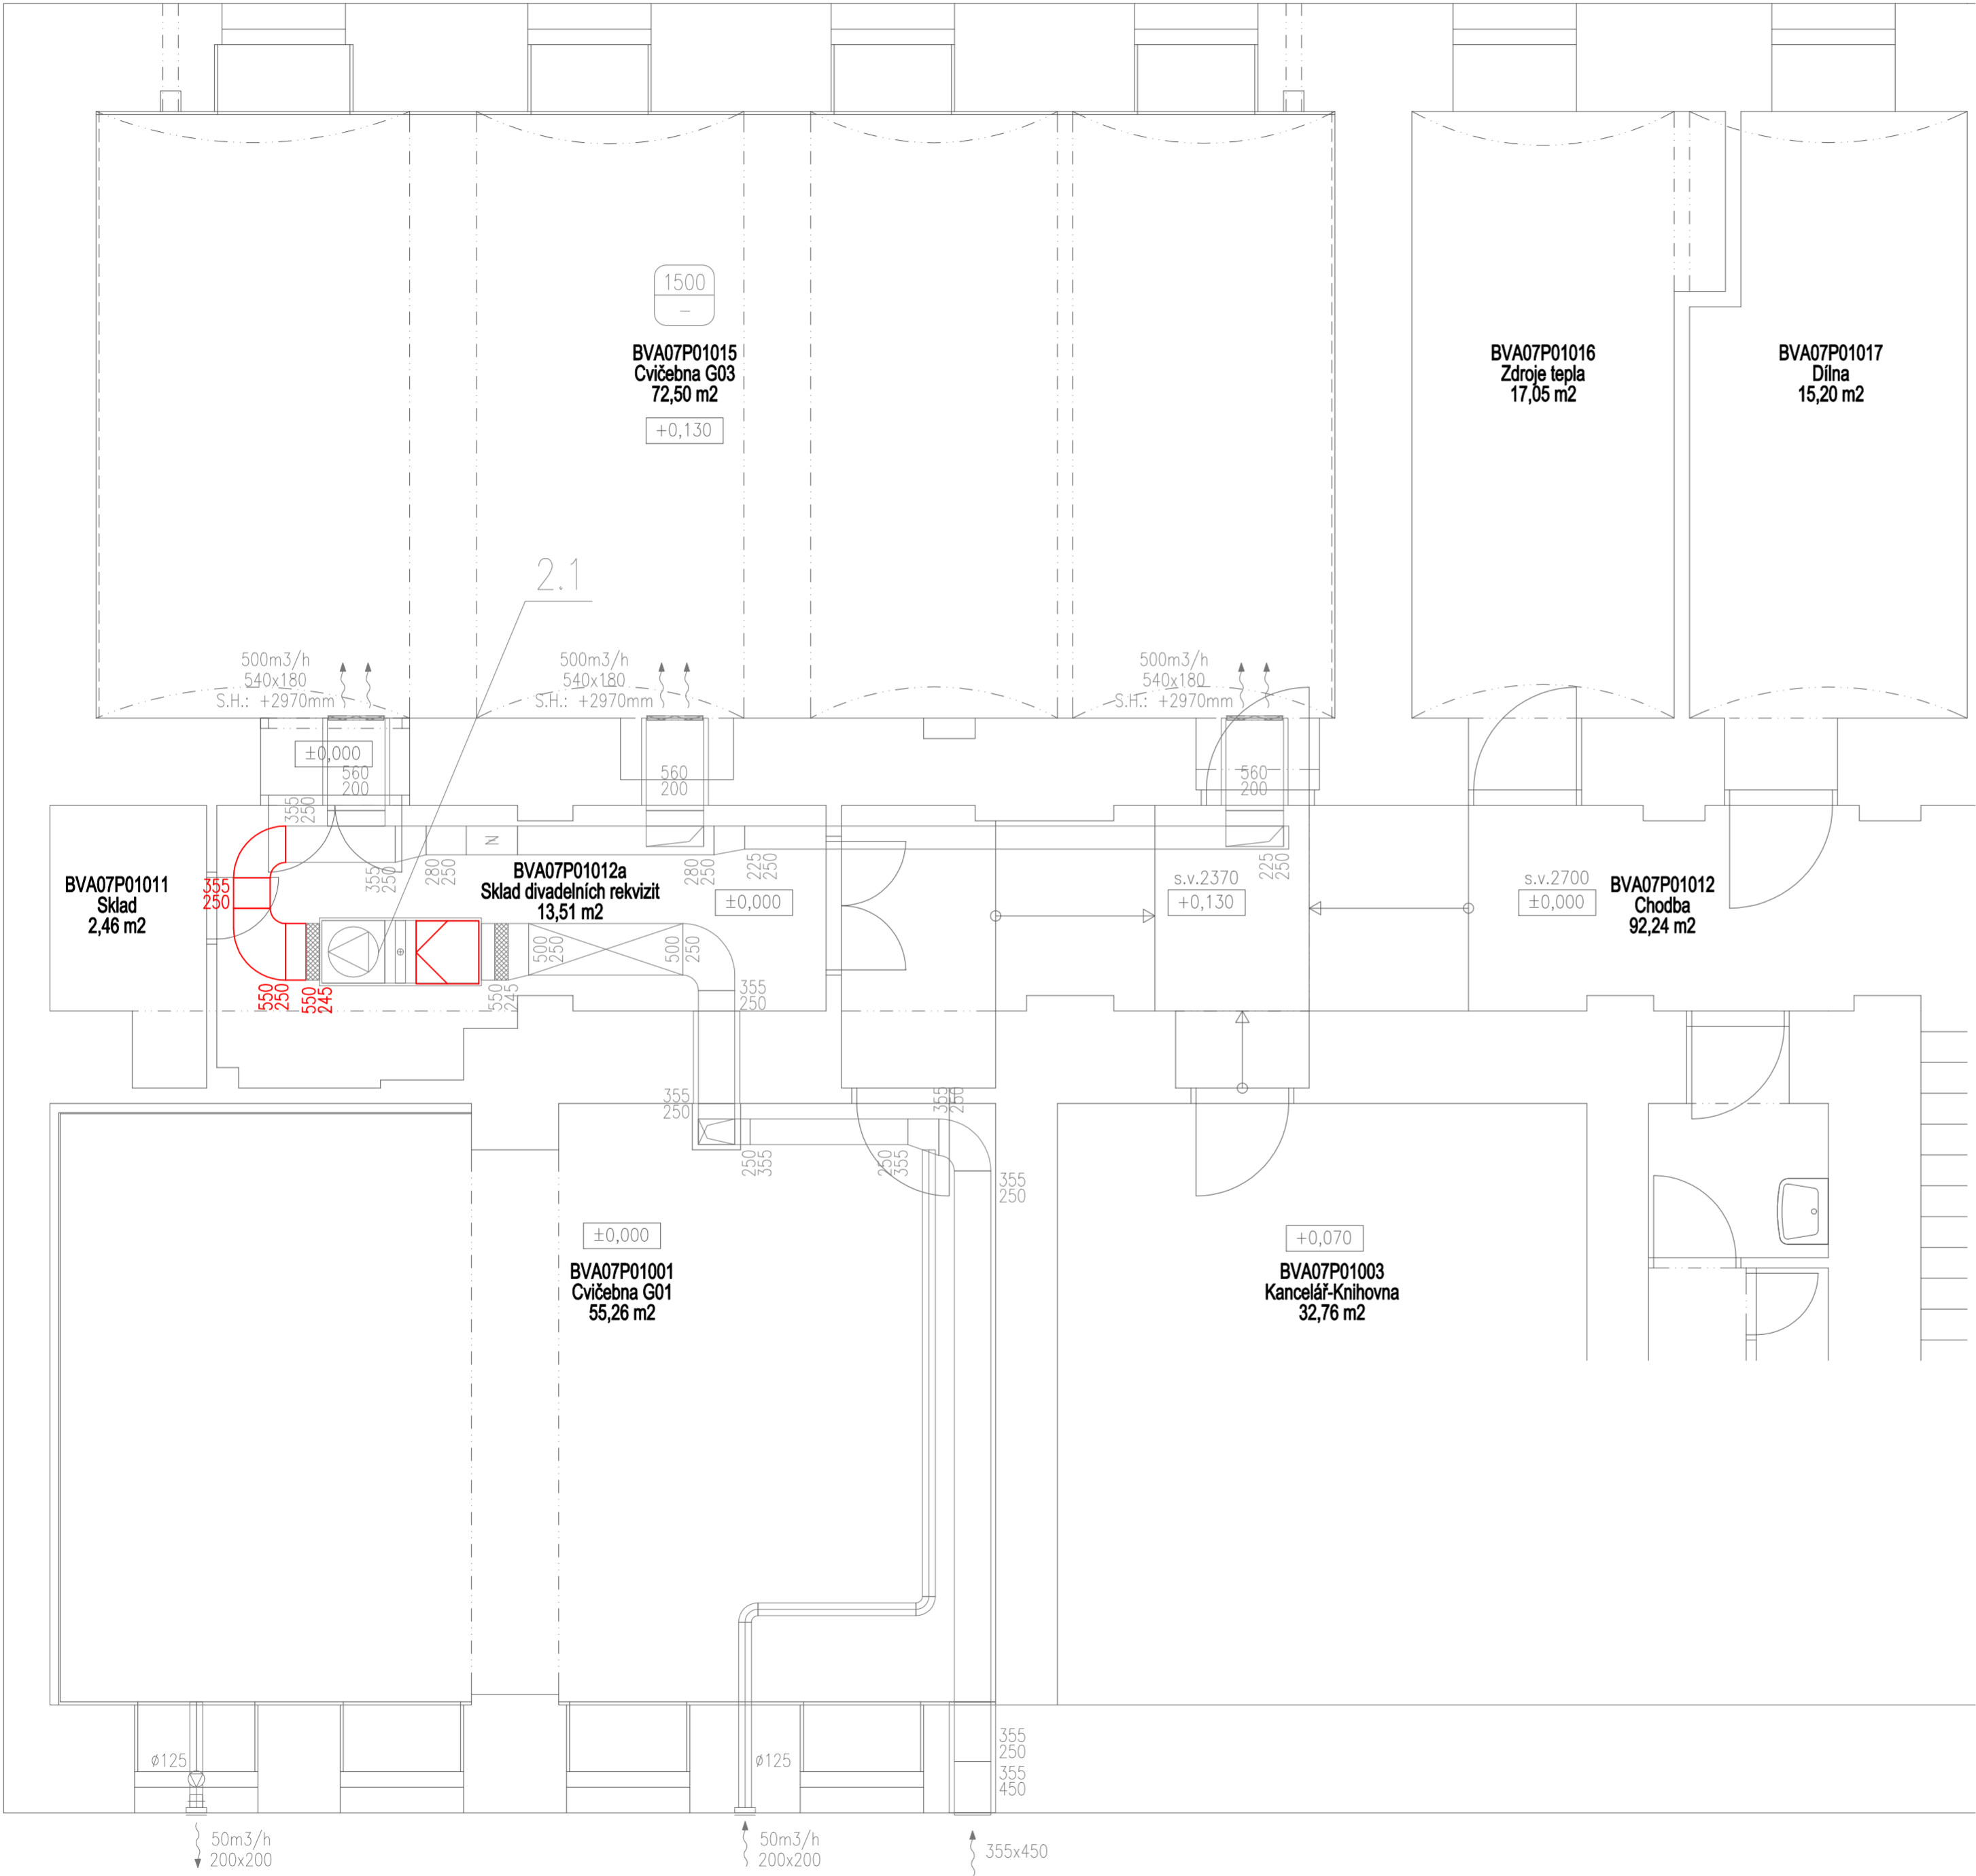 1500
–
BVA07P01015
Cvičebna G03
72,50 m2
+0,130
BVA07P01016
Zdroje tepla
17,05 m2
BVA07P01017
Dílna
15,20 m2
2.1
500m3/h
540x180
S.H.: +2970mm
500m3/h
540x180
S.H.: +2970mm
500m3/h
540x180
S.H.: +2970mm
±0,000
560
200
560
200
560
200
355
250
N
355
250
280
250
280
250
225
250
225
250
BVA07P01011
Sklad
2,46 m2
355
250
BVA07P01012a
Sklad divadelních rekvizit
13,51 m2
±0,000
s.v.2370
+0,130
s.v.2700
±0,000
BVA07P01012
Chodba
92,24 m2
550
250
550
245
550
245
500
250
500
250
355
250
355
250
355
250
250
355
250
355
355
250
±0,000
BVA07P01001
Cvičebna G01
55,26 m2
+0,070
BVA07P01003
Kancelář-Knihovna
32,76 m2
ø125
ø125
355
250
355
450
50m3/h
200x200
50m3/h
200x200
355x450